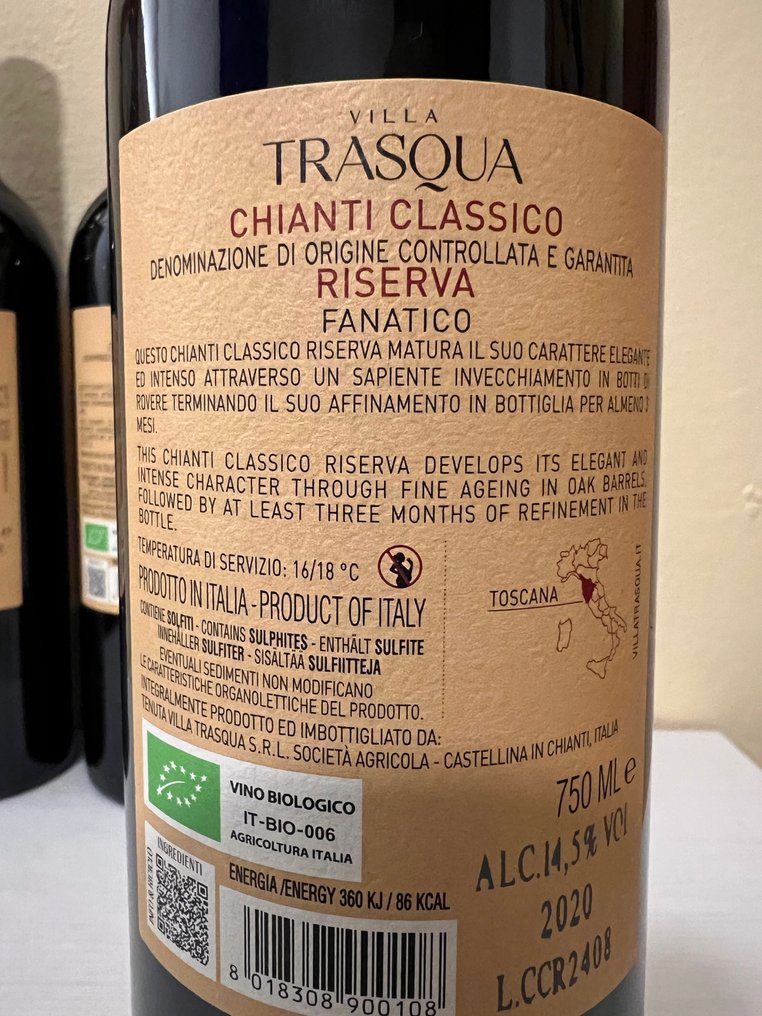 VILLA
TRASQUA
CHIANTI CLASSICO
DENOMINAZIONE DI ORIGINE CONTROLLATA E GARANTITA
RISERVA
FANATICO
QUESTO CHIANTI CLASSICO RISERVA MATURA IL SUO CARATTERE ELEGANTE
ED INTENSO ATTRAVERSO UN SAPIENTE INVECCHIAMENTO IN BOTTI DI
ROVERE TERMINANDO IL SUO AFFINAMENTO IN BOTTIGLIA PER ALMENO 3
MESI.
THIS CHIANTI CLASSICO RISERVA DEVELOPS ITS ELEGANT AND
INTENSE CHARACTER THROUGH FINE AGEING IN OAK BARRELS,
FOLLOWED BY AT LEAST THREE MONTHS OF REFINEMENT IN THE
BOTTLE.
TEMPERATURA DI SERVIZIO: 16/18 °C
PRODOTTO IN ITALIA - PRODUCT OF ITALY
CONTIENE SOLFITI - CONTAINS SULPHITES - ENTHÄLT SULFITE
INNEHÅLLER SULFITER - SISÄLTÄÄ SULFIITTEJA
EVENTUALI SEDIMENTI NON MODIFICANO
LE CARATTERISTICHE ORGANOLETTICHE DEL PRODOTTO.
INTEGRALMENTE PRODOTTO ED IMBOTTIGLIATO DA:
TENUTA VILLA TRASQUA S.R.L. SOCIETÀ AGRICOLA - CASTELLINA IN CHIANTI, ITALIA
TOSCANA
VILLATRASQUA.IT
VINO BIOLOGICO
IT-BIO-006
AGRICOLTURA ITALIA
750 ML e
ALC.14,5% VOl
2020
L.CCR2408
INGREDIENTI
ENERGIA /ENERGY 360 KJ / 86 KCAL
8 018308 900108